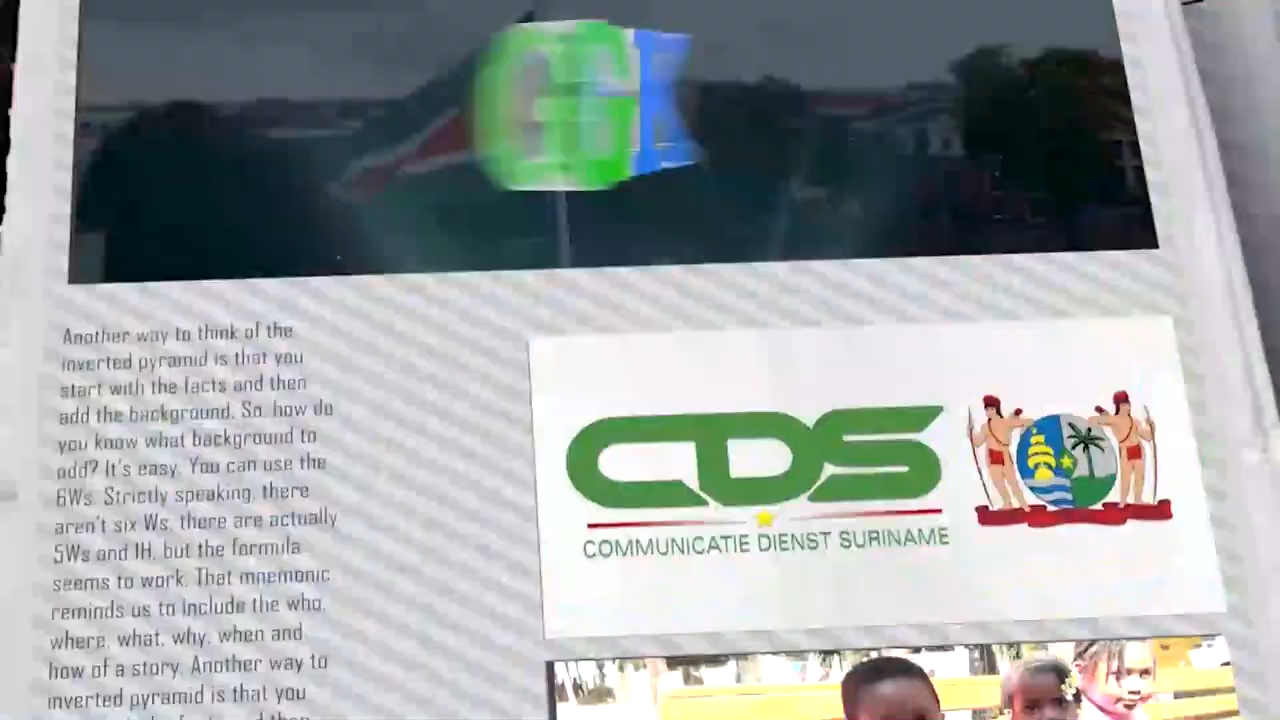 Another way to think of the
inverted pyramid is that you
start with the facts and then
add the background. So, how do
you know what background to
add? It's easy. You can use the
6Ws. Strictly speaking, there
aren't six Ws, there are actually
5Ws and 1H, but the formula
seems to work. That mnemonic
reminds us to include the who,
where, what, why, when and
how of a story. Another way to
inverted pyramid is that you
CDS
COMMUNICATIE DIENST SURINAME